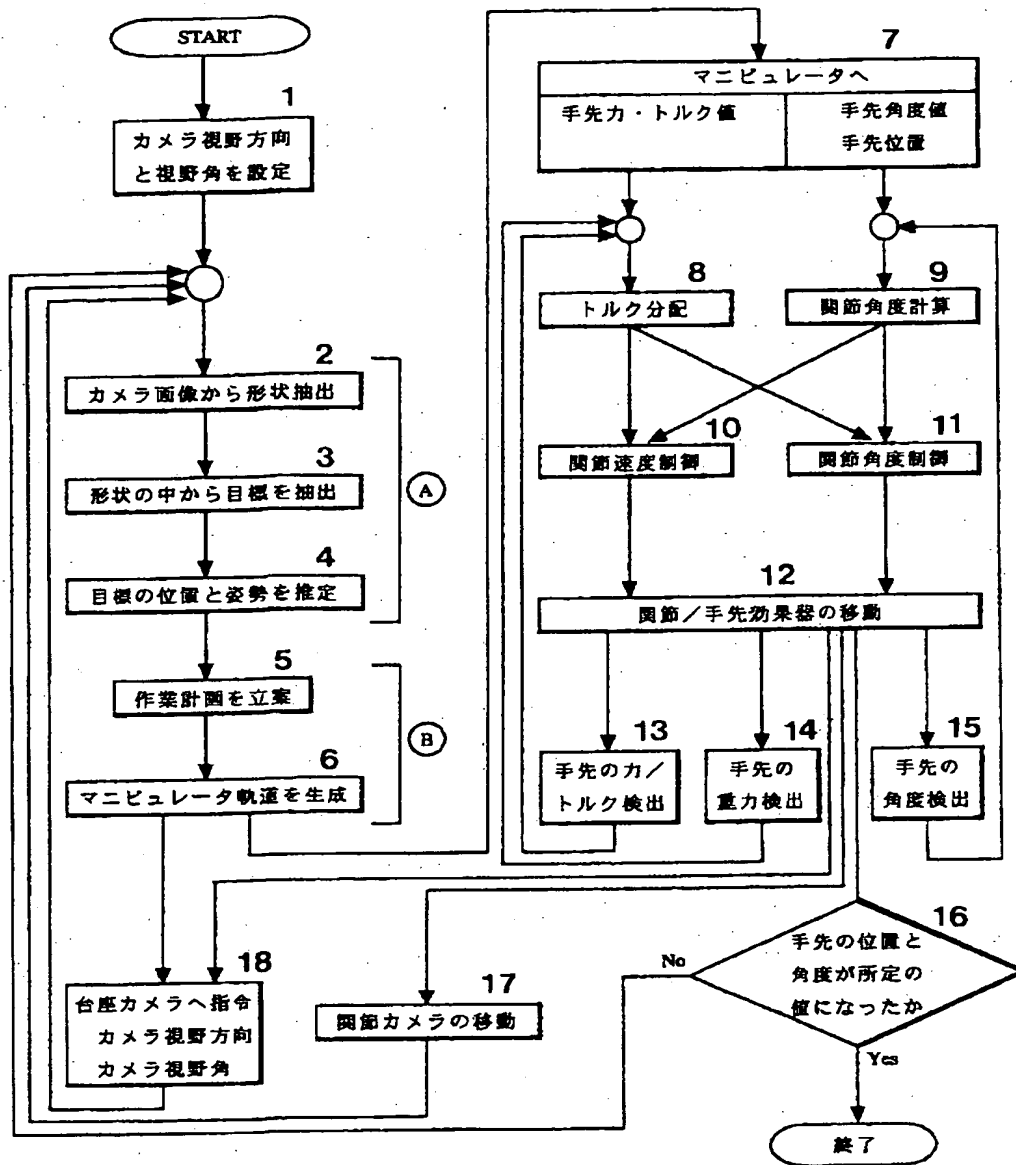 START
1
カメラ視野方向
と視野角を設定
2
カメラ画像から形状抽出
3
形状の中から目標を抽出
A
4
目標の位置と姿勢を推定
5
作業計画を立案
B
6
マニピュレータ軌道を生成
18
台座カメラへ指令
カメラ視野方向
カメラ視野角
17
関節カメラの移動
7
マニピュレータへ
手先力・トルク値
手先角度値
手先位置
8
トルク分配
9
関節角度計算
10
関節速度制御
11
関節角度制御
12
関節/手先効果器の移動
13
手先の力/
トルク検出
14
手先の
重力検出
15
手先の
角度検出
16
手先の位置と
角度が所定の
値になったか
No
Yes
終了